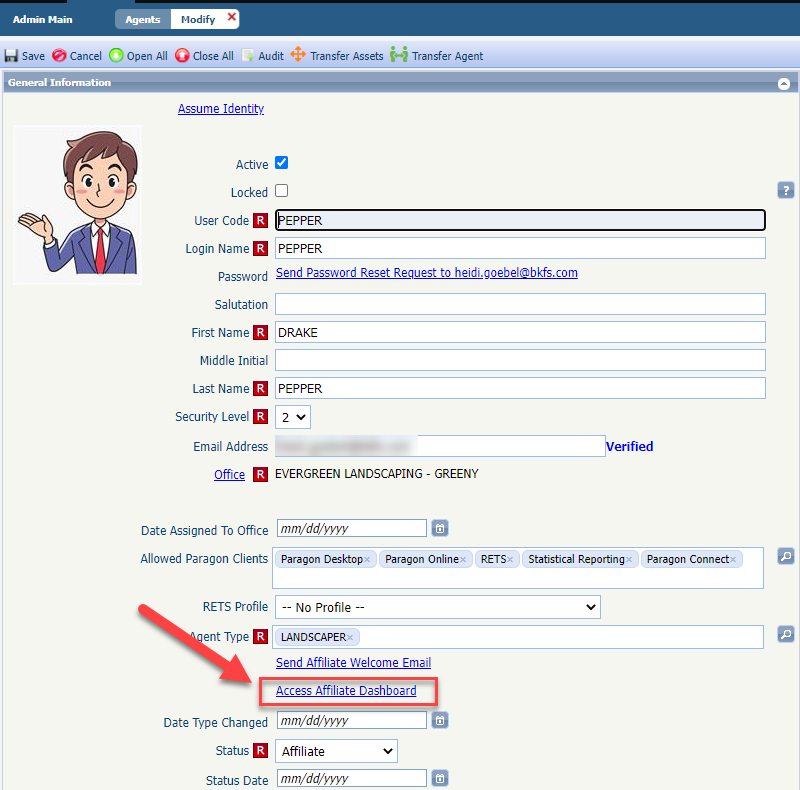 Admin Main Agents Modify
Save Cancel Open All Close All Audit Transfer Assets Transfer Agent
General Information
Assume Identity
Active
Locked
?
User Code R PEPPER
Login Name R PEPPER
Password Send Password Reset Request to heidi.goebel@bkfs.com
Salutation
First Name R DRAKE
Middle Initial
Last Name R PEPPER
Security Level R 2
Email Address Verified
Office R EVERGREEN LANDSCAPING - GREENY
Date Assigned To Office mm/dd/yyyy
Allowed Paragon Clients Paragon Desktop× Paragon Online× RETS× Statistical Reporting× Paragon Connect×
RETS Profile -- No Profile --
Agent Type R LANDSCAPER×
Send Affiliate Welcome Email
Access Affiliate Dashboard
Date Type Changed mm/dd/yyyy
Status R Affiliate
Status Date mm/dd/yyyy